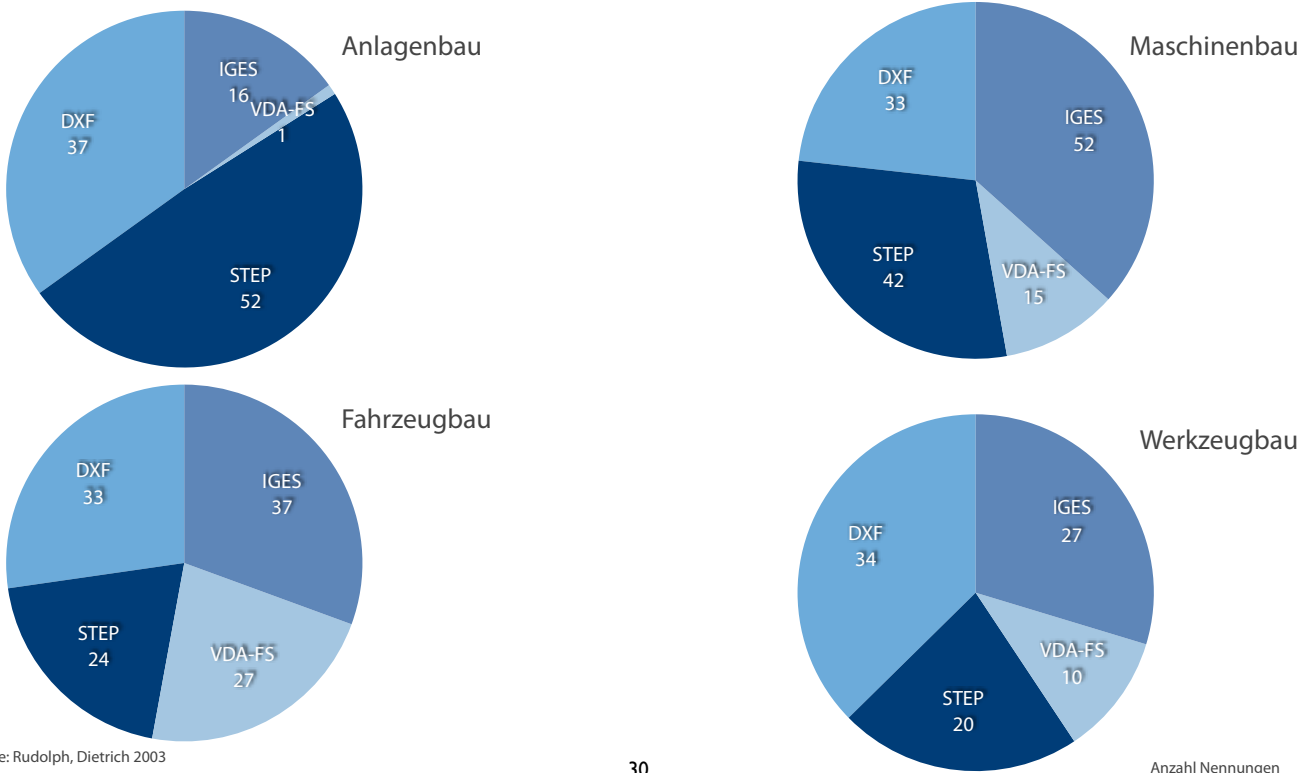 Anlagenbau
IGES
16
VDA-FS
1
DXF
37
STEP
52
Maschinenbau
DXF
33
IGES
52
STEP
42
VDA-FS
15
Fahrzeugbau
DXF
33
IGES
37
STEP
24
VDA-FS
27
Werkzeugbau
IGES
27
DXF
34
VDA-FS
10
STEP
20
e: Rudolph, Dietrich 2003
30
Anzahl Nennungen